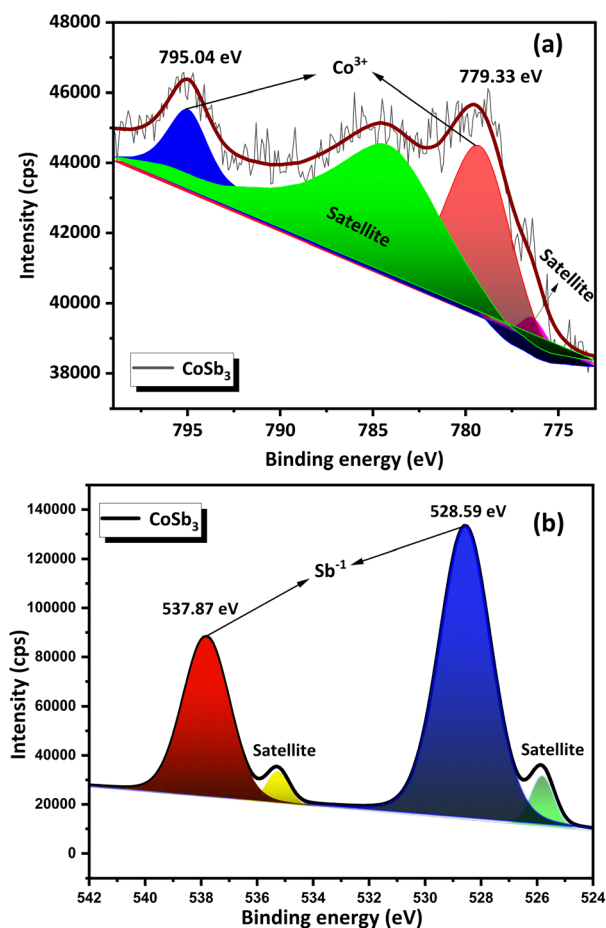 (a)
795.04 eV
Co³⁺
779.33 eV
Satellite
Satellite
CoSb₃
Intensity (cps)
48000
46000
44000
42000
40000
38000
795 790 785 780 775
Binding energy (eV)
(b)
CoSb₃
528.59 eV
Sb⁻¹
537.87 eV
Satellite
Satellite
Intensity (cps)
140000
120000
100000
80000
60000
40000
20000
0
542 540 538 536 534 532 530 528 526 524
Binding energy (eV)